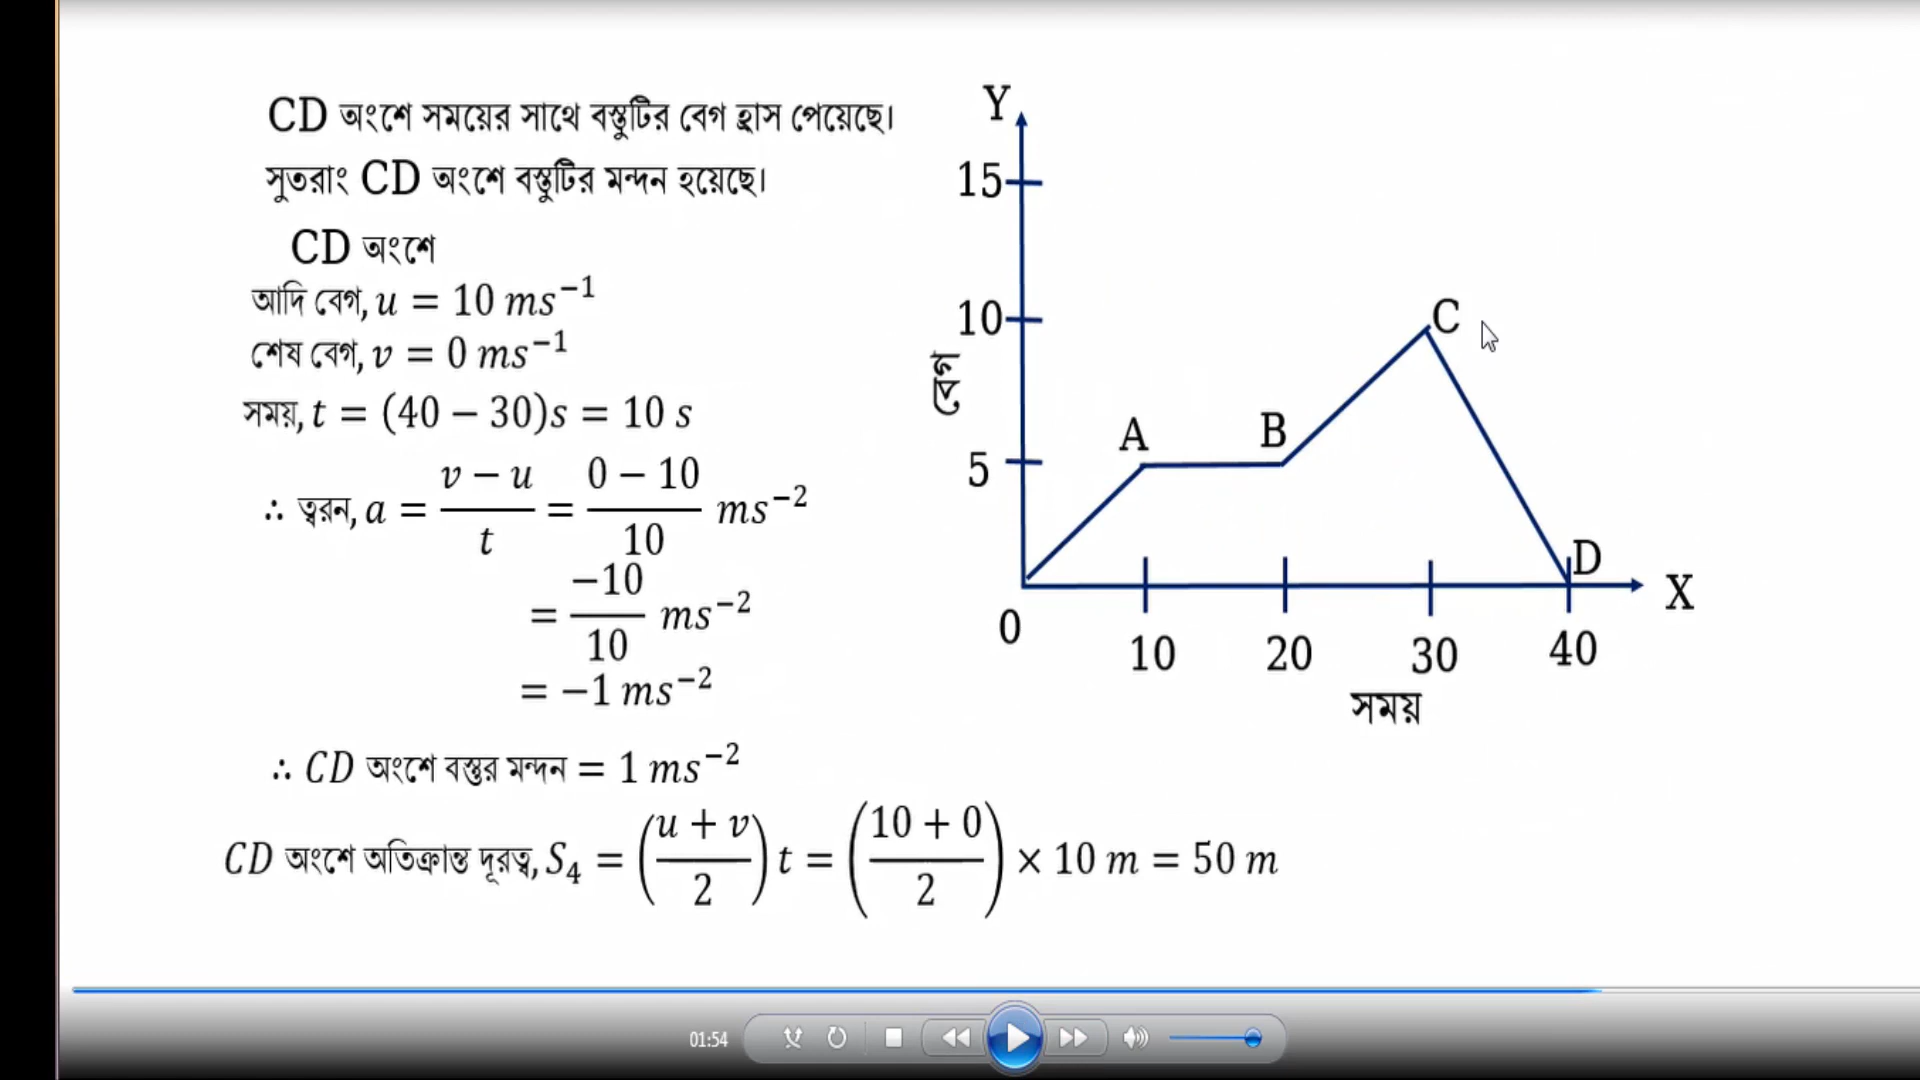 CD অংশে সময়ের সাথে বস্তুটির বেগ হ্রাস পেয়েছে।
সুতরাং CD অংশে বস্তুটির মন্দন হয়েছে।
CD অংশে
আদি বেগ, u = 10 ms⁻¹
শেষ বেগ, v = 0 ms⁻¹
সময়, t = (40 − 30)s = 10 s
∴ ত্বরন, a = (v − u)/t = (0 − 10)/10 ms⁻²
= −10/10 ms⁻²
= −1 ms⁻²
∴ CD অংশে বস্তুর মন্দন = 1 ms⁻²
CD অংশে অতিক্রান্ত দূরত্ব, S₄ = ((u + v)/2) t = ((10 + 0)/2) × 10 m = 50 m
Y
15
10
5
বেগ
A
B
C
D
X
0
10
20
30
40
সময়
01:54